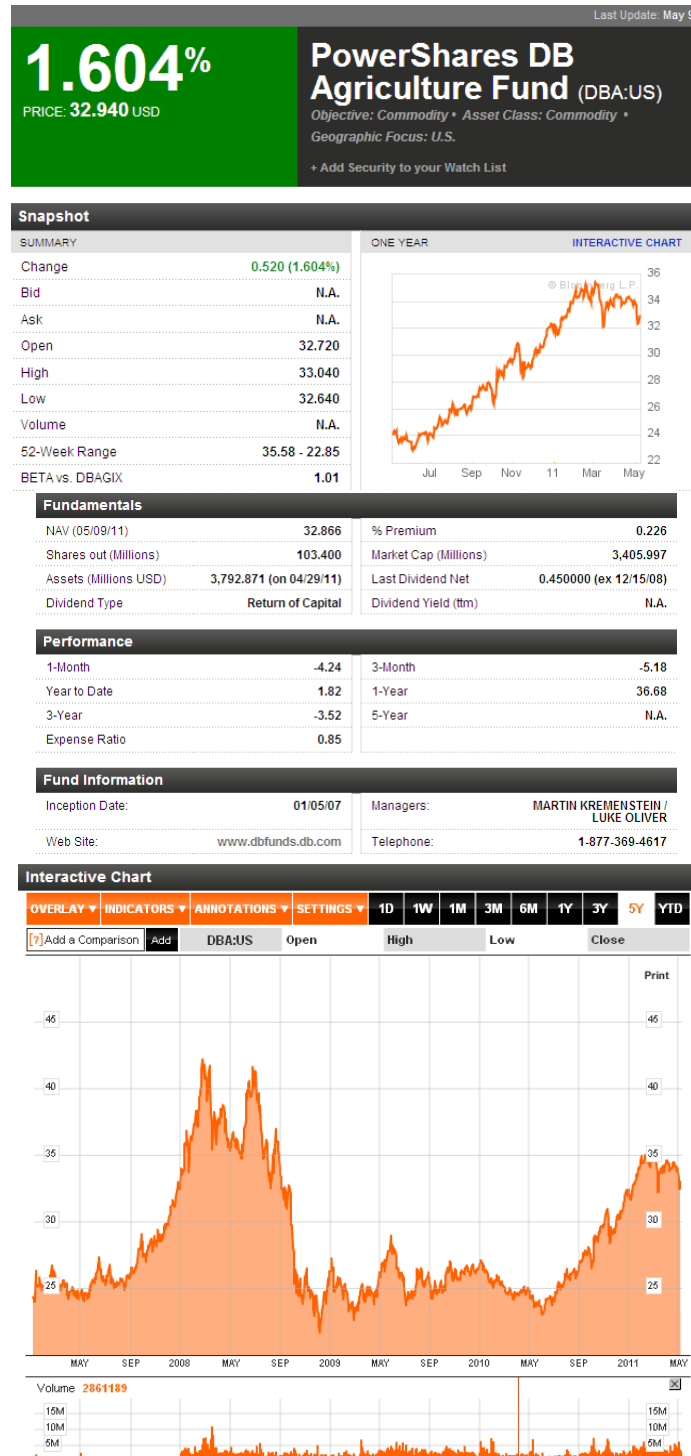 Last Update: May 9
1.604%
PRICE: 32.940 USD
PowerShares DB
Agriculture Fund (DBA:US)
Objective: Commodity • Asset Class: Commodity •
Geographic Focus: U.S.
+ Add Security to your Watch List
Snapshot
SUMMARY
Change 0.520 (1.604%)
Bid N.A.
Ask N.A.
Open 32.720
High 33.040
Low 32.640
Volume N.A.
52-Week Range 35.58 - 22.85
BETA vs. DBAGIX 1.01
ONE YEAR INTERACTIVE CHART
© Bloomberg L.P.
36
34
32
30
28
26
24
22
Jul Sep Nov 11 Mar May
Fundamentals
NAV (05/09/11) 32.866 % Premium 0.226
Shares out (Millions) 103.400 Market Cap (Millions) 3,405.997
Assets (Millions USD) 3,792.871 (on 04/29/11) Last Dividend Net 0.450000 (ex 12/15/08)
Dividend Type Return of Capital Dividend Yield (ttm) N.A.
Performance
1-Month -4.24 3-Month -5.18
Year to Date 1.82 1-Year 36.68
3-Year -3.52 5-Year N.A.
Expense Ratio 0.85
Fund Information
Inception Date: 01/05/07 Managers: MARTIN KREMENSTEIN /
LUKE OLIVER
Web Site: www.dbfunds.db.com Telephone: 1-877-369-4617
Interactive Chart
OVERLAY ▼ INDICATORS ▼ ANNOTATIONS ▼ SETTINGS ▼ 1D 1W 1M 3M 6M 1Y 3Y 5Y YTD
[?]Add a Comparison Add DBA:US Open High Low Close
Print
45 45
40 40
35 35
30 30
25 25
MAY SEP 2008 MAY SEP 2009 MAY SEP 2010 MAY SEP 2011 MAY
Volume 2861189
15M 15M
10M 10M
5M 5M